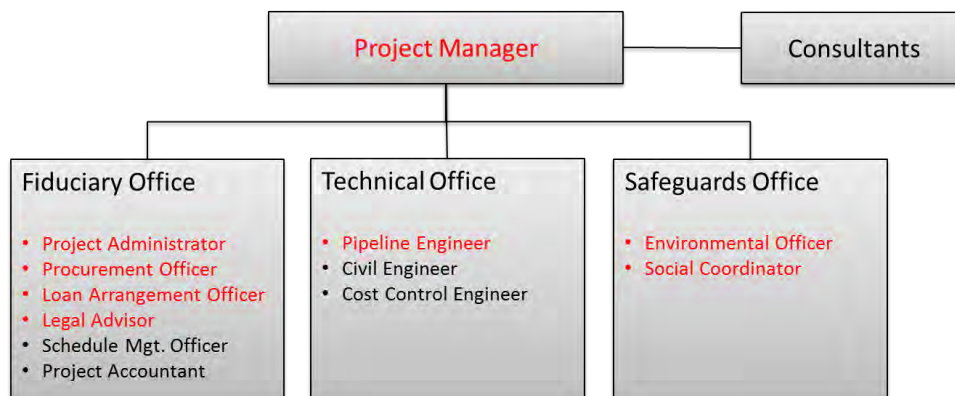 Project Manager
Consultants
Fiduciary Office
• Project Administrator
• Procurement Officer
• Loan Arrangement Officer
• Legal Advisor
• Schedule Mgt. Officer
• Project Accountant
Technical Office
• Pipeline Engineer
• Civil Engineer
• Cost Control Engineer
Safeguards Office
• Environmental Officer
• Social Coordinator